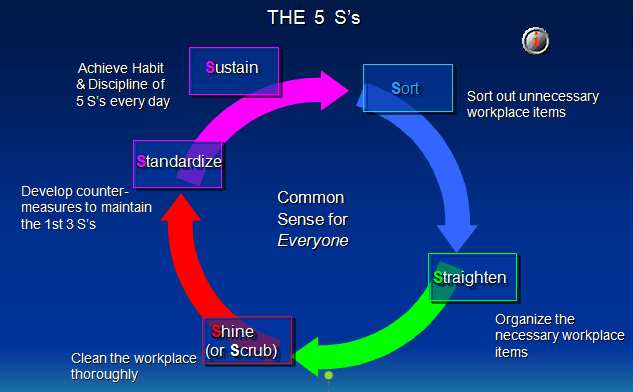 THE 5 S's
Sustain
Achieve Habit
& Discipline of
5 S's every day
Sort
Sort out unnecessary
workplace items
Standardize
Develop counter-
measures to maintain
the 1st 3 S's
Common
Sense for
Everyone
Straighten
Organize the
necessary workplace
items
Shine
(or Scrub)
Clean the workplace
thoroughly
i